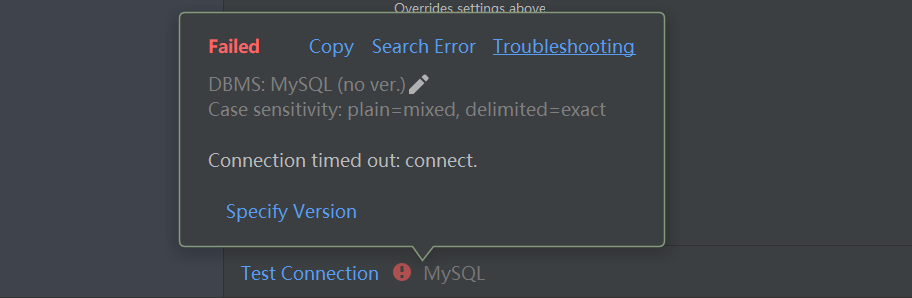 Overrides settings above
Failed Copy Search Error Troubleshooting
DBMS: MySQL (no ver.)
Case sensitivity: plain=mixed, delimited=exact
Connection timed out: connect.
Specify Version
Test Connection MySQL